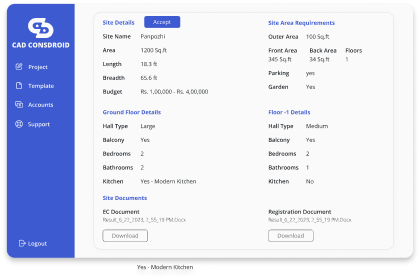 CAD CONSDROID
Project
Template
Accounts
Support
Logout
Site Details
Accept
Site Name Panpozhi
Area 1200 Sq.ft
Length 18.3 ft
Breadth 65.6 ft
Budget Rs. 1,00,000 - Rs. 4,00,000
Site Area Requirements
Outer Area 100 Sq.ft
Front Area Back Area Floors
345 Sq.ft 34 Sq.ft 1
Parking yes
Garden Yes
Ground Floor Details
Hall Type Large
Balcony Yes
Bedrooms 2
Bathrooms 2
Kitchen Yes - Modern Kitchen
Floor -1 Details
Hall Type Medium
Balcony Yes
Bedrooms 2
Bathrooms 1
Kitchen No
Site Documents
EC Document
Result_6_27_2023, 2_55_19 PM.Docx
Download
Registration Document
Result_6_27_2023, 2_55_19 PM.Docx
Download
Yes - Modern Kitchen